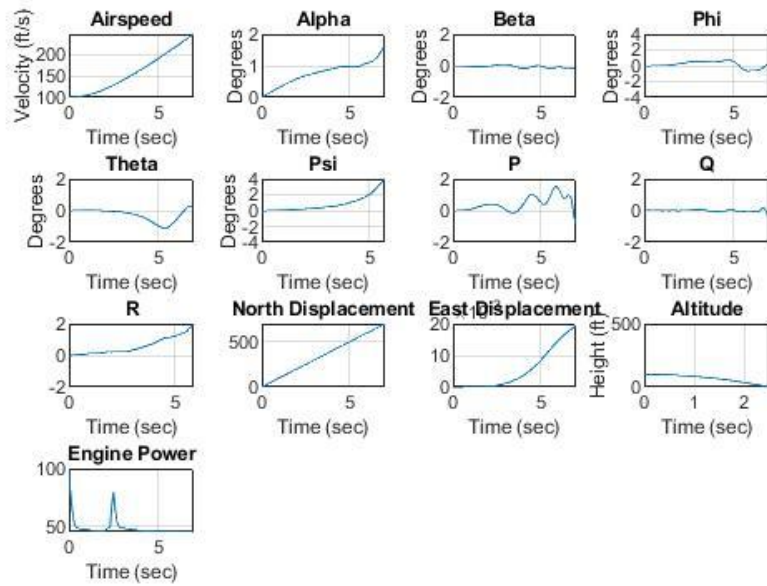 Airspeed Alpha Beta Phi
Velocity (ft/s) 200 150 100 0 5 Time (sec)
Degrees 2 1 0 0 5 Time (sec)
Degrees 2 0 -2 0 5 Time (sec)
Degrees 4 2 0 -2 -4 0 5 Time (sec)
Theta Psi P Q
Degrees 2 0 -2 0 5 Time (sec)
Degrees 4 2 0 -2 -4 0 5 Time (sec)
2 0 -2 0 5 Time (sec)
2 0 -2 0 5 Time (sec)
R North Displacement East Displacement Altitude
2 0 -2 0 5 Time (sec)
500 0 0 5 Time (sec)
20 10 0 0 5 Time (sec)
Height (ft) 500 0 0 1 2 Time (sec)
Engine Power
100 50 0 5 Time (sec)